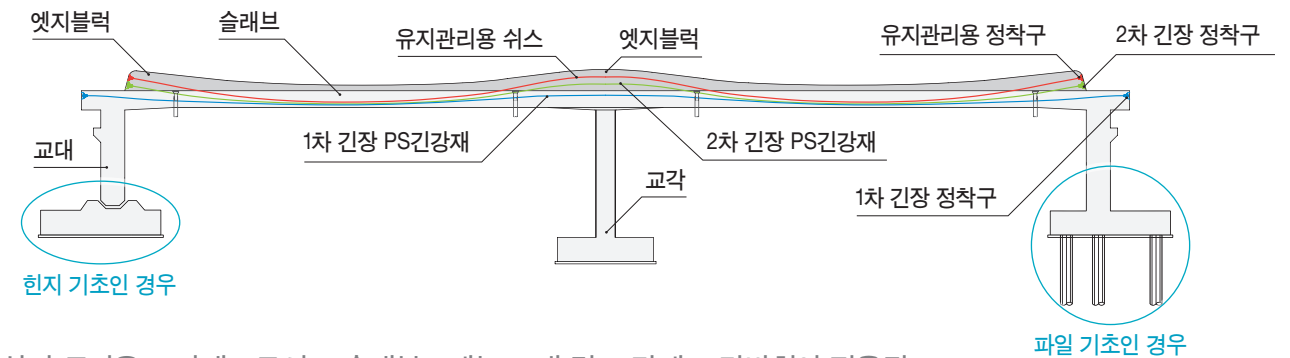 엣지블럭
슬래브
유지관리용 쉬스
엣지블럭
유지관리용 정착구
2차 긴장 정착구
1차 긴장 PS긴강재
2차 긴장 PS긴강재
교대
교각
1차 긴장 정착구
힌지 기초인 경우
파일 기초인 경우